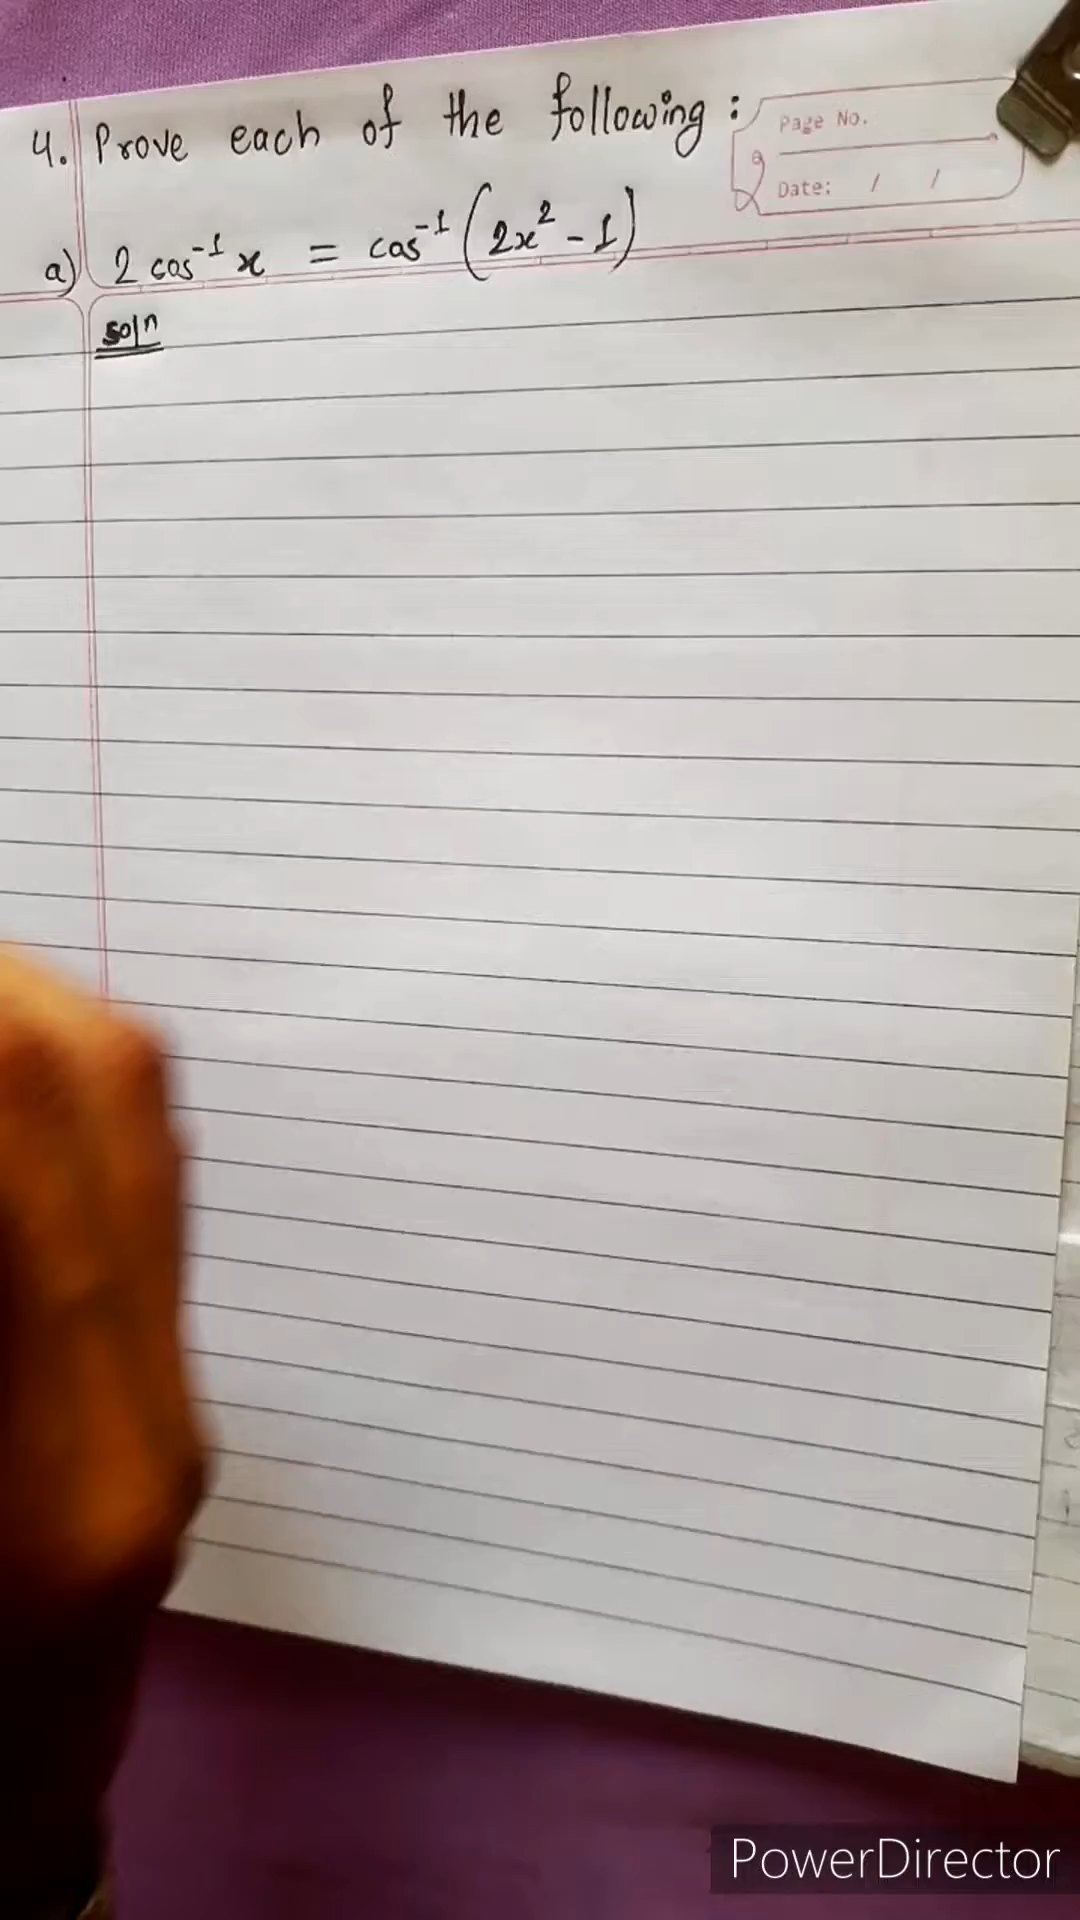 4. Prove each of the following :
Page No.
Date: / /
a) 2 cos⁻¹ x = cos⁻¹ (2x² - 1)
soln
PowerDirector